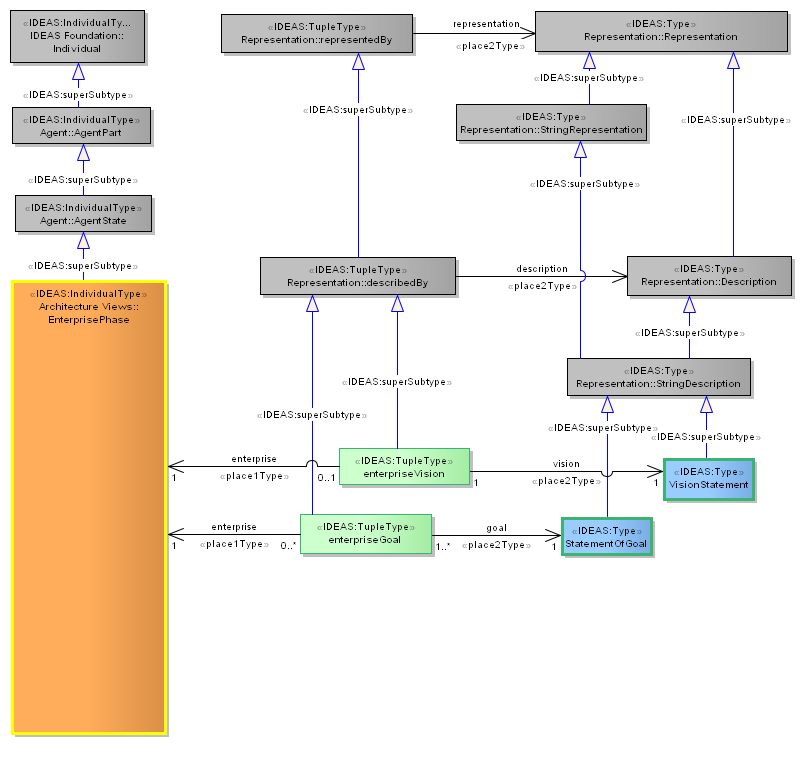 «IDEAS:IndividualTy...
IDEAS Foundation::
Individual
«IDEAS:TupleType»
Representation::representedBy
representation
«place2Type»
«IDEAS:Type»
Representation::Representation
«IDEAS:superSubtype»
«IDEAS:superSubtype»
«IDEAS:superSubtype»
«IDEAS:superSubtype»
«IDEAS:IndividualType»
Agent::AgentPart
«IDEAS:Type»
Representation::StringRepresentation
«IDEAS:superSubtype»
«IDEAS:superSubtype»
«IDEAS:IndividualType»
Agent::AgentState
«IDEAS:superSubtype»
«IDEAS:TupleType»
Representation::describedBy
description
«place2Type»
«IDEAS:Type»
Representation::Description
«IDEAS:IndividualType»
Architecture Views::
EnterprisePhase
«IDEAS:superSubtype»
«IDEAS:Type»
Representation::StringDescription
«IDEAS:superSubtype»
«IDEAS:superSubtype»
«IDEAS:superSubtype»
«IDEAS:superSubtype»
enterprise
«place1Type»
1
0..1
«IDEAS:TupleType»
enterpriseVision
vision
«place2Type»
1
1
«IDEAS:Type»
VisionStatement
enterprise
«place1Type»
1
0..*
«IDEAS:TupleType»
enterpriseGoal
goal
«place2Type»
1..*
1
«IDEAS:Type»
StatementOfGoal